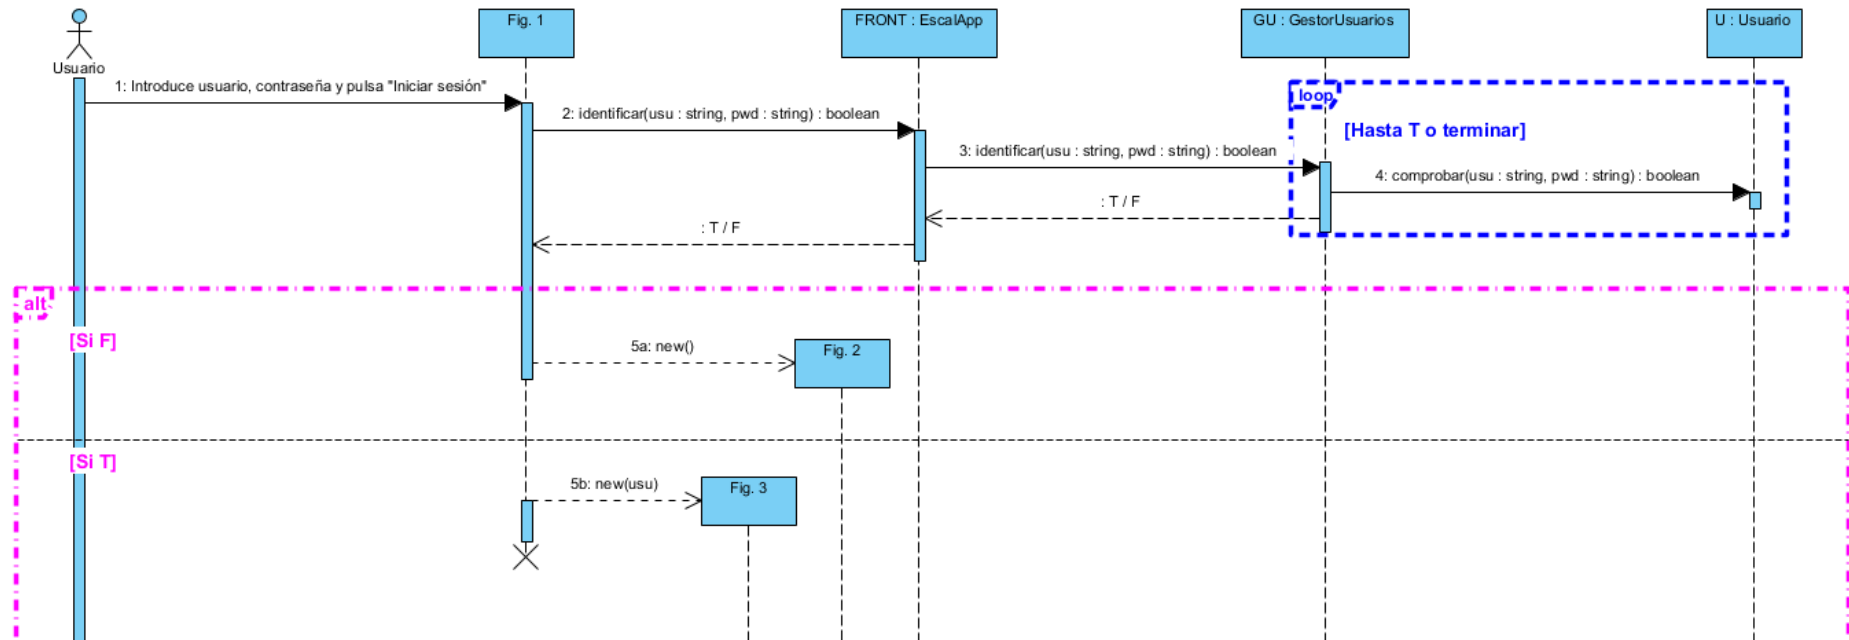 Fig. 1
FRONT : EscalApp
GU : GestorUsuarios
U : Usuario
Usuario
1: Introduce usuario, contraseña y pulsa "Iniciar sesión"
loop
2: identificar(usu : string, pwd : string) : boolean
[Hasta T o terminar]
3: identificar(usu : string, pwd : string) : boolean
4: comprobar(usu : string, pwd : string) : boolean
: T / F
: T / F
alt
[Si F]
5a: new()
Fig. 2
[Si T]
5b: new(usu)
Fig. 3